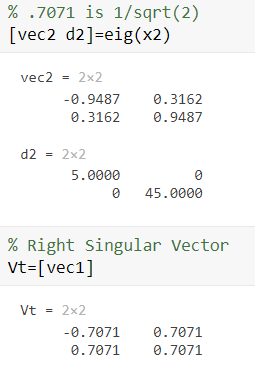 % .7071 is 1/sqrt(2)
[vec2 d2]=eig(x2)
vec2 = 2×2
-0.9487 0.3162
0.3162 0.9487
d2 = 2×2
5.0000 0
0 45.0000
% Right Singular Vector
Vt=[vec1]
Vt = 2×2
-0.7071 0.7071
0.7071 0.7071